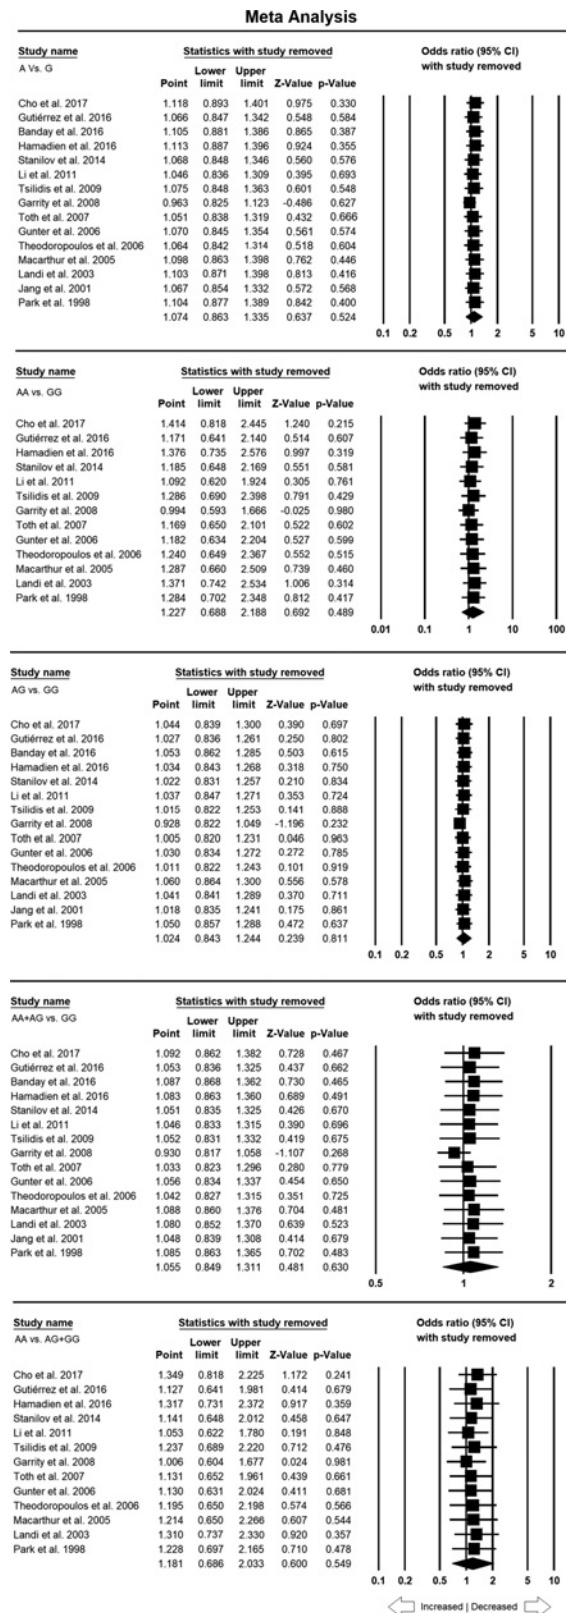 Meta Analysis
Study name Statistics with study removed Odds ratio (95% CI)
A Vs. G with study removed
Lower Upper
Point limit limit Z-Value p-Value
Cho et al. 2017 1.118 0.893 1.401 0.975 0.330
Gutiérrez et al. 2016 1.066 0.847 1.342 0.548 0.584
Banday et al. 2016 1.105 0.881 1.386 0.865 0.387
Hamadien et al. 2016 1.113 0.887 1.396 0.924 0.355
Stanilov et al. 2014 1.068 0.848 1.346 0.560 0.576
Li et al. 2011 1.046 0.836 1.309 0.395 0.693
Tsilidis et al. 2009 1.075 0.848 1.363 0.601 0.548
Garrity et al. 2008 0.963 0.825 1.123 -0.486 0.627
Toth et al. 2007 1.051 0.838 1.319 0.432 0.666
Gunter et al. 2006 1.070 0.845 1.354 0.561 0.574
Theodoropoulos et al. 2006 1.064 0.842 1.314 0.518 0.604
Macarthur et al. 2005 1.098 0.863 1.398 0.762 0.446
Landi et al. 2003 1.103 0.871 1.398 0.813 0.416
Jang et al. 2001 1.067 0.854 1.332 0.572 0.568
Park et al. 1998 1.104 0.877 1.389 0.842 0.400
1.074 0.863 1.335 0.637 0.524
0.1 0.2 0.5 1 2 5 10
Study name Statistics with study removed Odds ratio (95% CI)
AA vs. GG with study removed
Lower Upper
Point limit limit Z-Value p-Value
Cho et al. 2017 1.414 0.818 2.445 1.240 0.215
Gutiérrez et al. 2016 1.171 0.641 2.140 0.514 0.607
Hamadien et al. 2016 1.376 0.735 2.576 0.997 0.319
Stanilov et al. 2014 1.185 0.648 2.169 0.551 0.581
Li et al. 2011 1.092 0.620 1.924 0.305 0.761
Tsilidis et al. 2009 1.286 0.690 2.398 0.791 0.429
Garrity et al. 2008 0.994 0.593 1.666 -0.025 0.980
Toth et al. 2007 1.169 0.650 2.101 0.522 0.602
Gunter et al. 2006 1.182 0.634 2.204 0.527 0.599
Theodoropoulos et al. 2006 1.240 0.649 2.367 0.552 0.515
Macarthur et al. 2005 1.287 0.660 2.509 0.739 0.460
Landi et al. 2003 1.371 0.742 2.534 1.006 0.314
Park et al. 1998 1.284 0.702 2.348 0.812 0.417
1.227 0.688 2.188 0.692 0.489
0.01 0.1 1 10 100
Study name Statistics with study removed Odds ratio (95% CI)
AG vs. GG with study removed
Lower Upper
Point limit limit Z-Value p-Value
Cho et al. 2017 1.044 0.839 1.300 0.390 0.697
Gutiérrez et al. 2016 1.027 0.836 1.261 0.250 0.802
Banday et al. 2016 1.053 0.862 1.285 0.503 0.615
Hamadien et al. 2016 1.034 0.843 1.268 0.318 0.750
Stanilov et al. 2014 1.022 0.831 1.257 0.210 0.834
Li et al. 2011 1.037 0.847 1.271 0.353 0.724
Tsilidis et al. 2009 1.015 0.822 1.253 0.141 0.888
Garrity et al. 2008 0.928 0.822 1.049 -1.196 0.232
Toth et al. 2007 1.005 0.820 1.231 0.046 0.963
Gunter et al. 2006 1.030 0.834 1.272 0.272 0.785
Theodoropoulos et al. 2006 1.011 0.822 1.243 0.101 0.919
Macarthur et al. 2005 1.060 0.864 1.300 0.556 0.578
Landi et al. 2003 1.041 0.841 1.289 0.370 0.711
Jang et al. 2001 1.018 0.835 1.241 0.175 0.861
Park et al. 1998 1.050 0.857 1.288 0.472 0.637
1.024 0.843 1.244 0.239 0.811
0.1 0.2 0.5 1 2 5 10
Study name Statistics with study removed Odds ratio (95% CI)
AA+AG vs. GG with study removed
Lower Upper
Point limit limit Z-Value p-Value
Cho et al. 2017 1.092 0.862 1.382 0.728 0.467
Gutiérrez et al. 2016 1.053 0.836 1.325 0.437 0.662
Banday et al. 2016 1.087 0.868 1.362 0.730 0.465
Hamadien et al. 2016 1.083 0.863 1.360 0.689 0.491
Stanilov et al. 2014 1.051 0.835 1.325 0.426 0.670
Li et al. 2011 1.046 0.833 1.315 0.390 0.696
Tsilidis et al. 2009 1.052 0.831 1.332 0.419 0.675
Garrity et al. 2008 0.930 0.817 1.058 -1.107 0.268
Toth et al. 2007 1.033 0.823 1.296 0.280 0.779
Gunter et al. 2006 1.056 0.834 1.337 0.454 0.650
Theodoropoulos et al. 2006 1.042 0.827 1.315 0.351 0.725
Macarthur et al. 2005 1.088 0.860 1.376 0.704 0.481
Landi et al. 2003 1.080 0.852 1.370 0.639 0.523
Jang et al. 2001 1.048 0.839 1.308 0.414 0.679
Park et al. 1998 1.085 0.863 1.365 0.702 0.483
1.055 0.849 1.311 0.481 0.630
0.5 1 2
Study name Statistics with study removed Odds ratio (95% CI)
AA vs. AG+GG with study removed
Lower Upper
Point limit limit Z-Value p-Value
Cho et al. 2017 1.349 0.818 2.225 1.172 0.241
Gutiérrez et al. 2016 1.127 0.641 1.981 0.414 0.679
Hamadien et al. 2016 1.317 0.731 2.372 0.917 0.359
Stanilov et al. 2014 1.141 0.648 2.012 0.458 0.647
Li et al. 2011 1.053 0.622 1.780 0.191 0.848
Tsilidis et al. 2009 1.237 0.689 2.220 0.712 0.476
Garrity et al. 2008 1.006 0.604 1.677 0.024 0.981
Toth et al. 2007 1.131 0.652 1.961 0.439 0.661
Gunter et al. 2006 1.130 0.631 2.024 0.411 0.681
Theodoropoulos et al. 2006 1.195 0.650 2.198 0.574 0.566
Macarthur et al. 2005 1.214 0.650 2.266 0.607 0.544
Landi et al. 2003 1.310 0.737 2.330 0.920 0.357
Park et al. 1998 1.228 0.697 2.165 0.710 0.478
1.181 0.686 2.033 0.600 0.549
0.1 0.2 0.5 1 2 5 10
Increased | Decreased